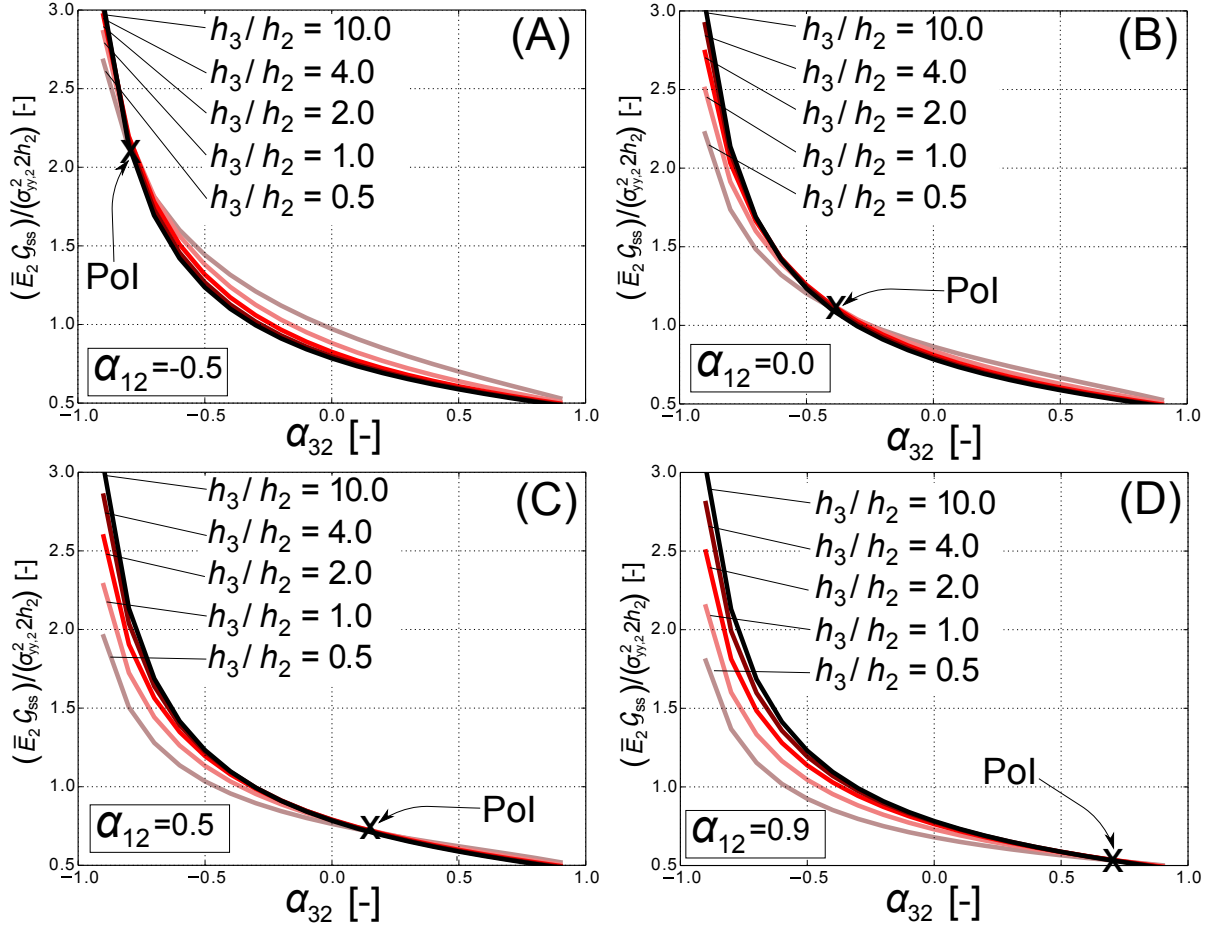 (A)
3.0
2.5
2.0
1.5
1.0
0.5
(Ē₂ 𝒢ss)/(σ²yy,2 2h₂) [-]
h₃/h₂ = 10.0
h₃/h₂ = 4.0
h₃/h₂ = 2.0
h₃/h₂ = 1.0
h₃/h₂ = 0.5
PoI
α₁₂=-0.5
−1.0 −0.5 0.0 0.5 1.0
α₃₂ [-]
(B)
3.0
2.5
2.0
1.5
1.0
0.5
(Ē₂ 𝒢ss)/(σ²yy,2 2h₂) [-]
h₃/h₂ = 10.0
h₃/h₂ = 4.0
h₃/h₂ = 2.0
h₃/h₂ = 1.0
h₃/h₂ = 0.5
PoI
α₁₂=0.0
−1.0 −0.5 0.0 0.5 1.0
α₃₂ [-]
(C)
3.0
2.5
2.0
1.5
1.0
0.5
(Ē₂ 𝒢ss)/(σ²yy,2 2h₂) [-]
h₃/h₂ = 10.0
h₃/h₂ = 4.0
h₃/h₂ = 2.0
h₃/h₂ = 1.0
h₃/h₂ = 0.5
PoI
α₁₂=0.5
−1.0 −0.5 0.0 0.5 1.0
α₃₂ [-]
(D)
3.0
2.5
2.0
1.5
1.0
0.5
(Ē₂ 𝒢ss)/(σ²yy,2 2h₂) [-]
h₃/h₂ = 10.0
h₃/h₂ = 4.0
h₃/h₂ = 2.0
h₃/h₂ = 1.0
h₃/h₂ = 0.5
PoI
α₁₂=0.9
−1.0 −0.5 0.0 0.5 1.0
α₃₂ [-]